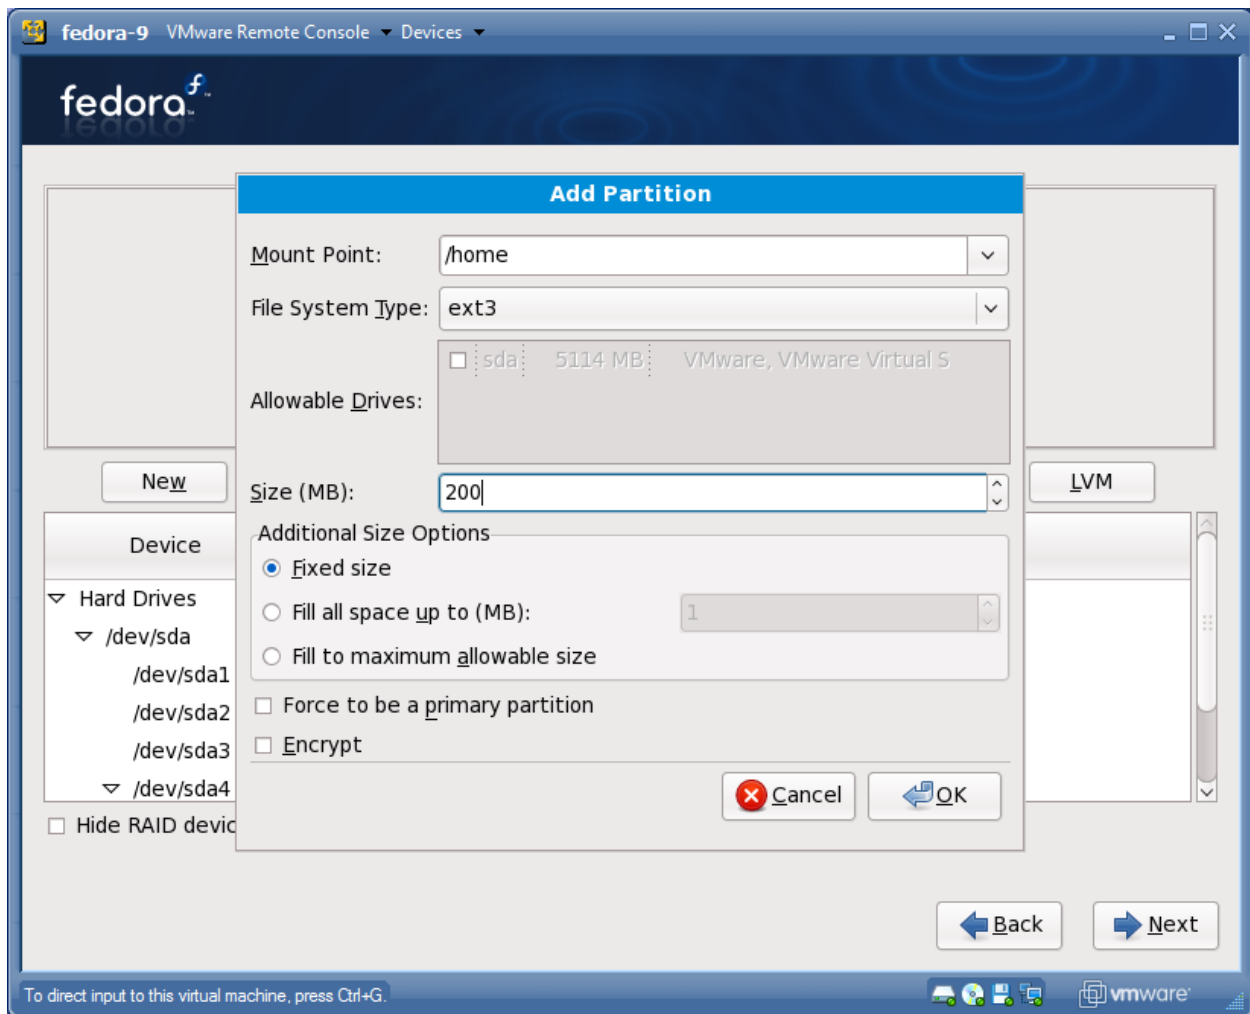 fedora-9 VMware Remote Console Devices
fedora
Add Partition
Mount Point: /home
File System Type: ext3
sda 5114 MB VMware, VMware Virtual S
Allowable Drives:
New
LVM
Size (MB): 200
Additional Size Options
Device
Fixed size
Hard Drives
Fill all space up to (MB): 1
/dev/sda
Fill to maximum allowable size
/dev/sda1
Force to be a primary partition
/dev/sda2
Encrypt
/dev/sda3
/dev/sda4
Cancel OK
Hide RAID devic
Back Next
To direct input to this virtual machine, press Ctrl+G.
vmware